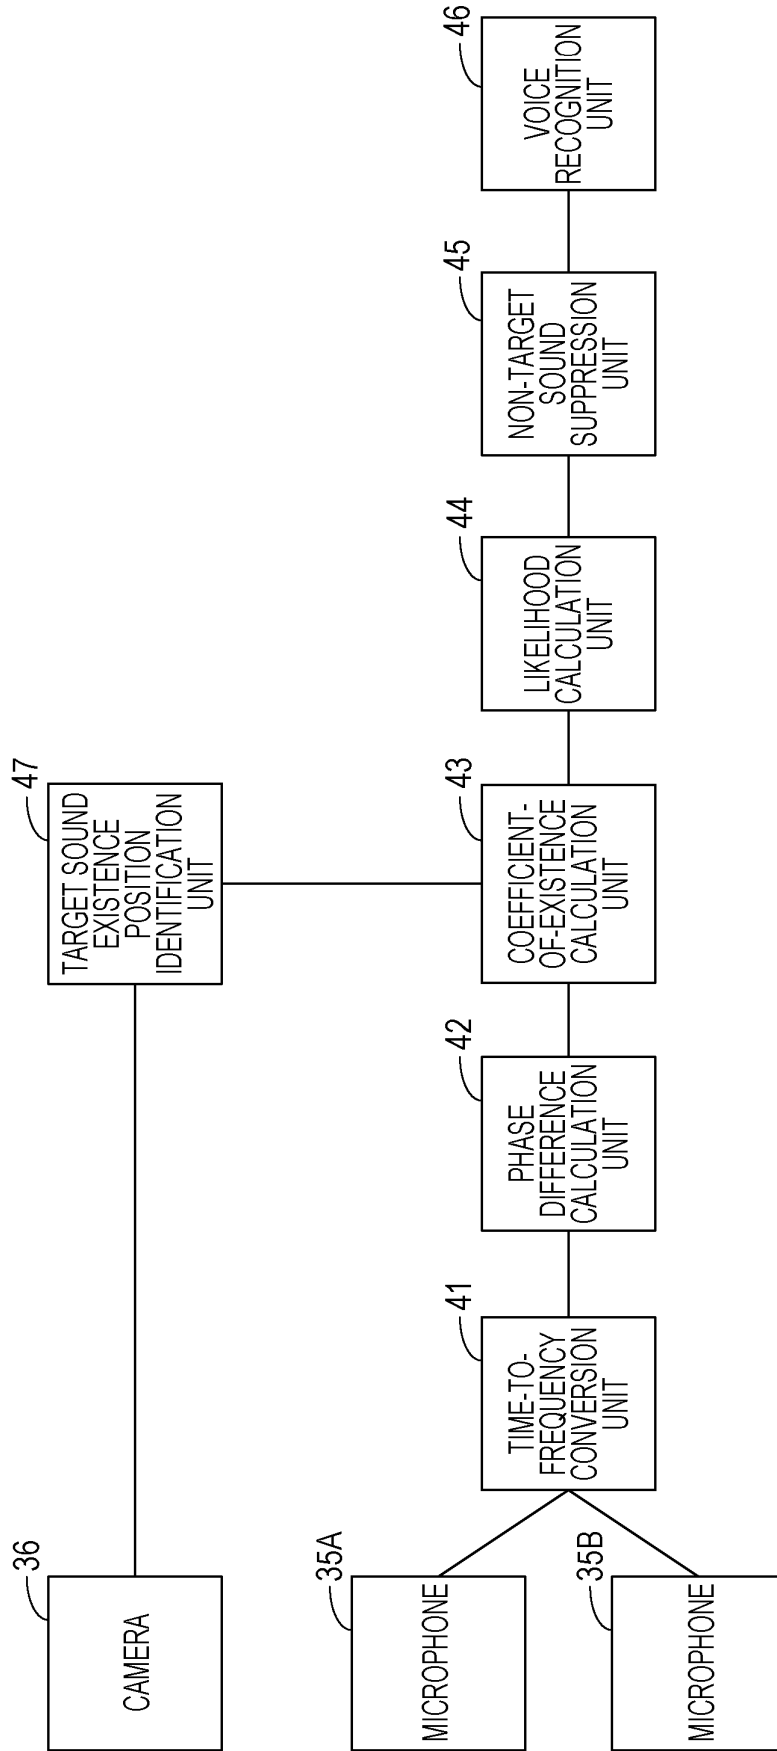 36
CAMERA
47
TARGET SOUND
EXISTENCE
POSITION
IDENTIFICATION
UNIT
35A
MICROPHONE
35B
MICROPHONE
41
TIME-TO-
FREQUENCY
CONVERSION
UNIT
42
PHASE
DIFFERENCE
CALCULATION
UNIT
43
COEFFICIENT-
OF-EXISTENCE
CALCULATION
UNIT
44
LIKELIHOOD
CALCULATION
UNIT
45
NON-TARGET
SOUND
SUPPRESSION
UNIT
46
VOICE
RECOGNITION
UNIT